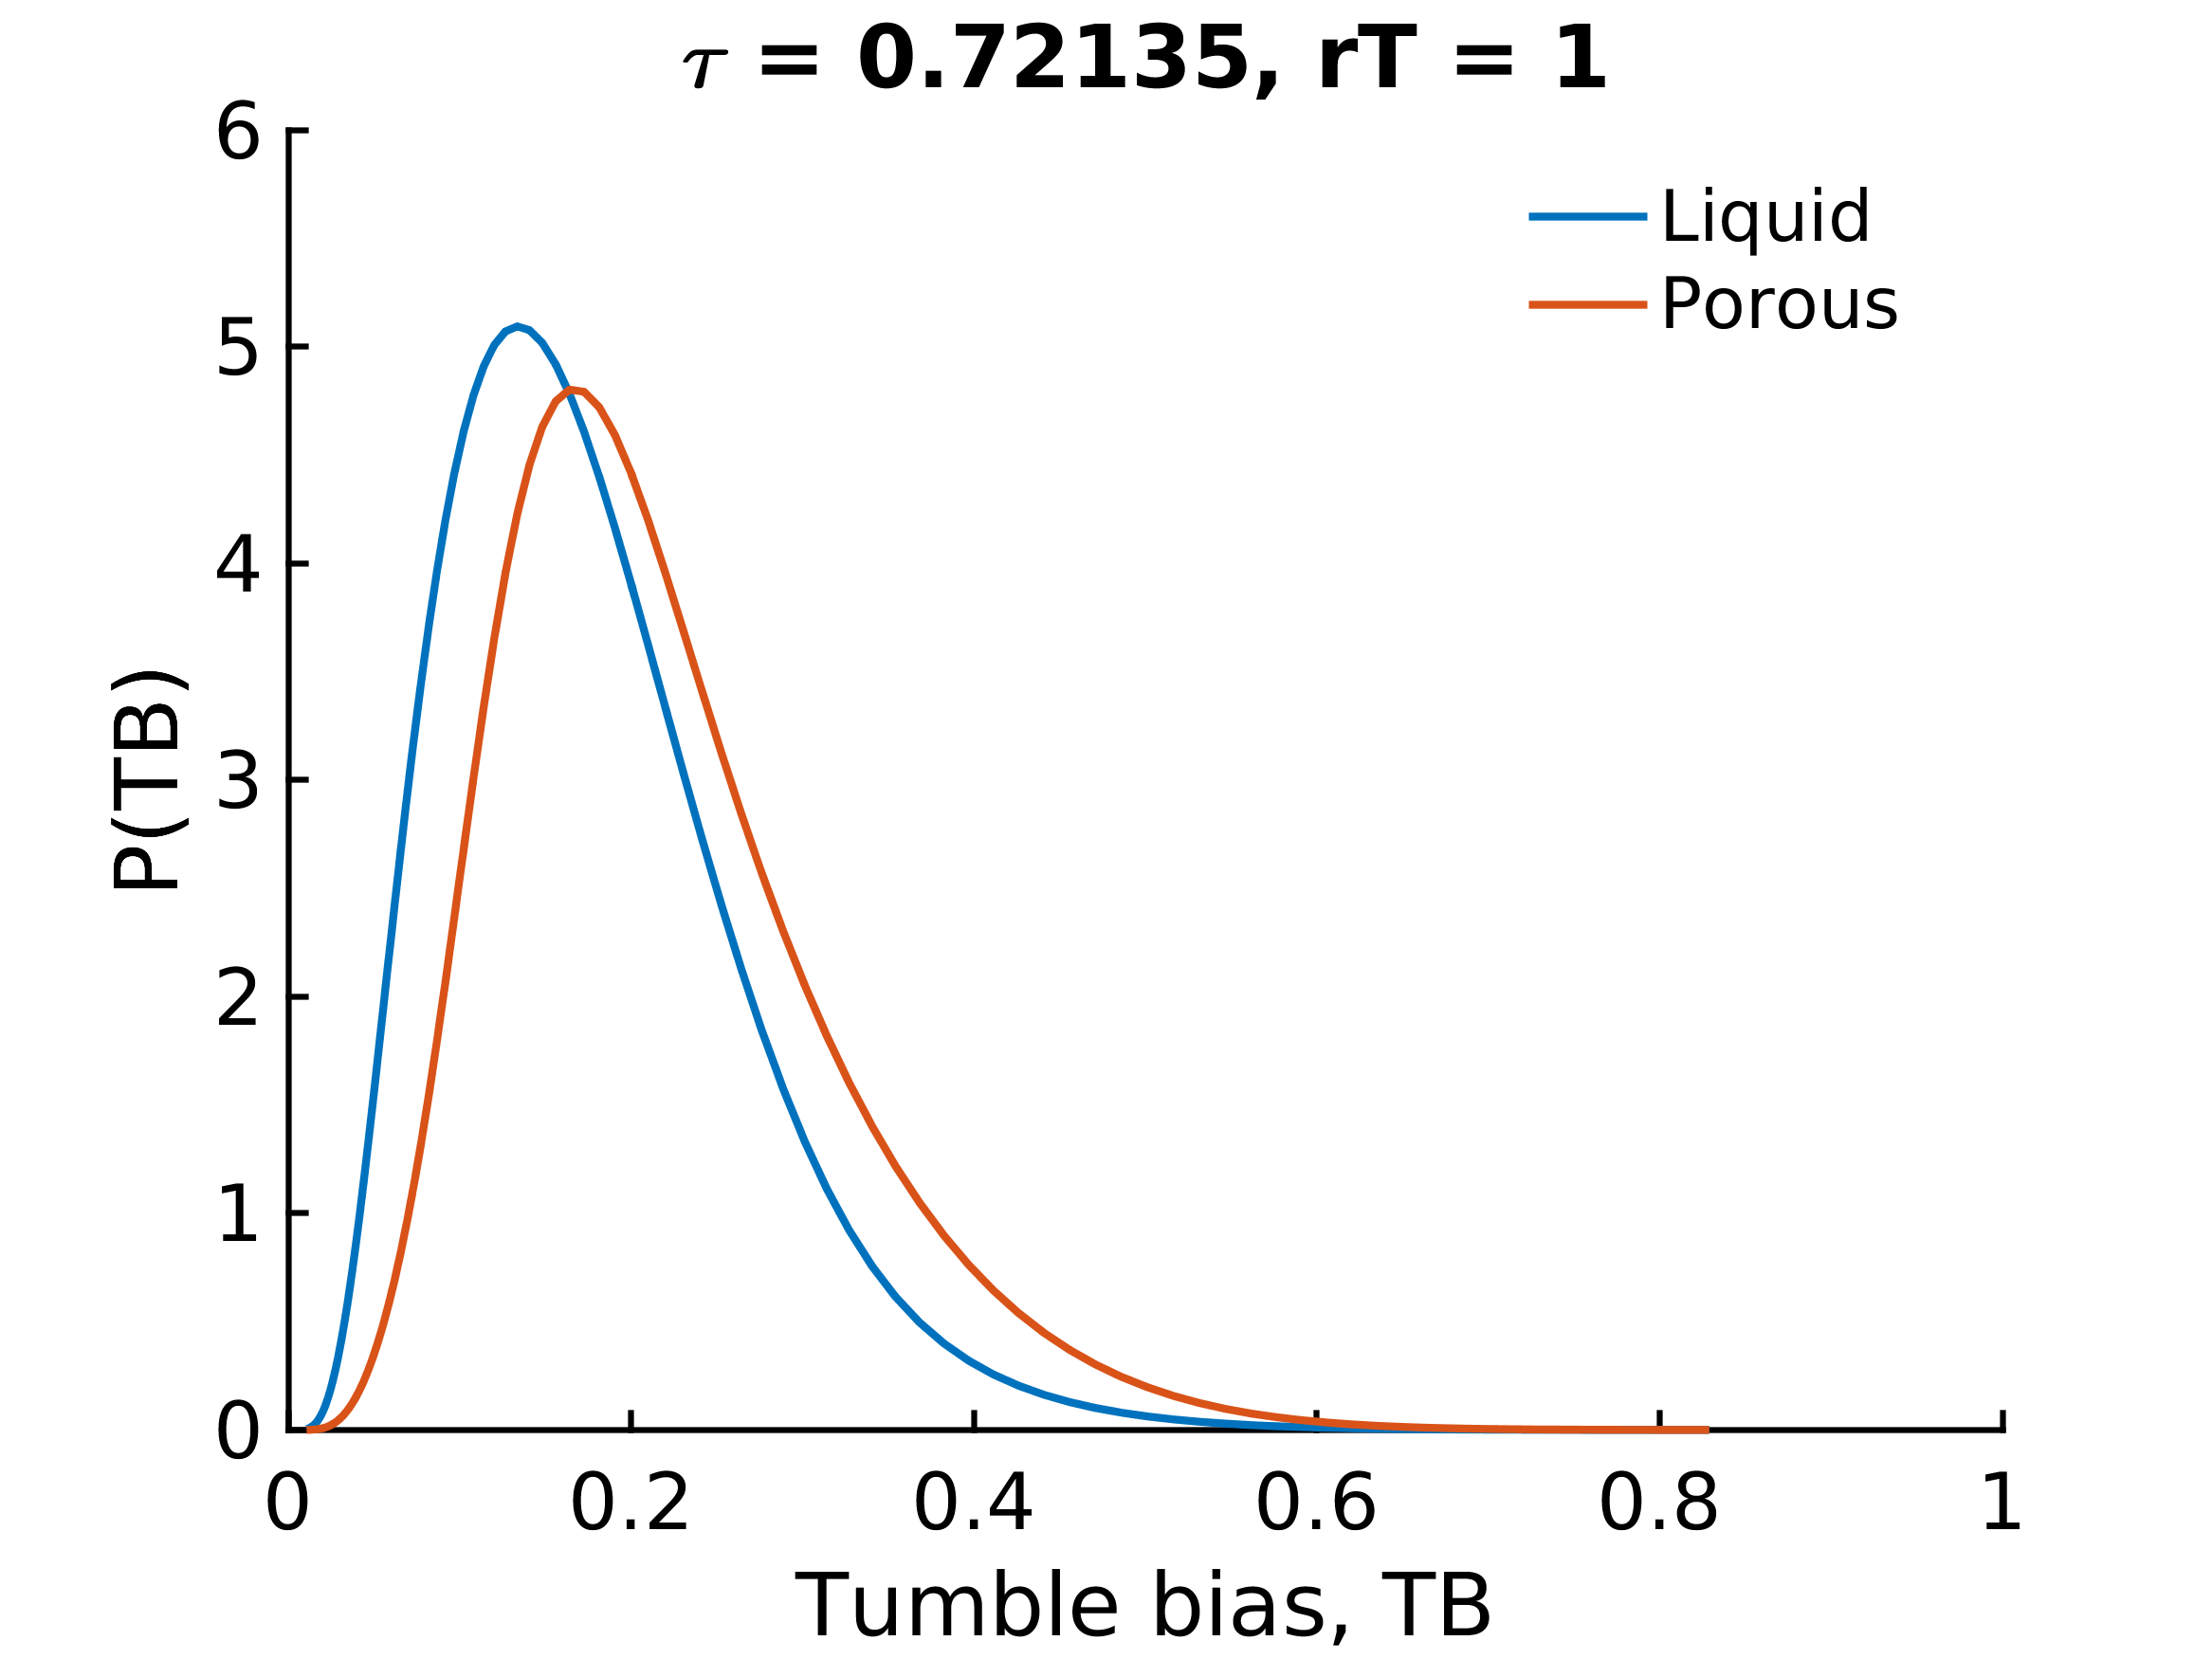 τ = 0.72135, rT = 1
6
5
4
3
2
1
0
P(TB)
Liquid
Porous
0 0.2 0.4 0.6 0.8 1
Tumble bias, TB